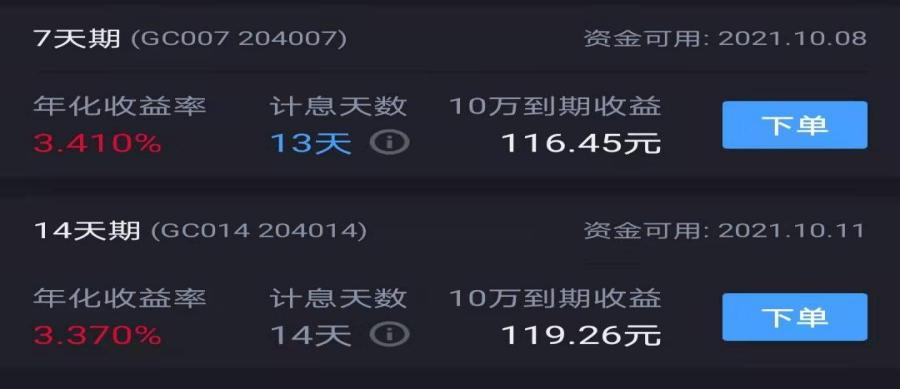 7天期 (GC007 204007) 资金可用: 2021.10.08
年化收益率 计息天数 10万到期收益 下单
3.410% 13天 116.45元
14天期 (GC014 204014) 资金可用: 2021.10.11
年化收益率 计息天数 10万到期收益 下单
3.370% 14天 119.26元